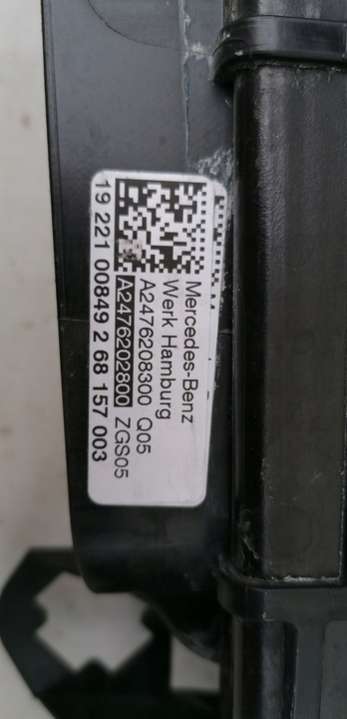 Mercedes-Benz
Werk Hamburg
A2476208300 Q05
A2476202800 ZGS05
19 221 00849 2 68 157 003